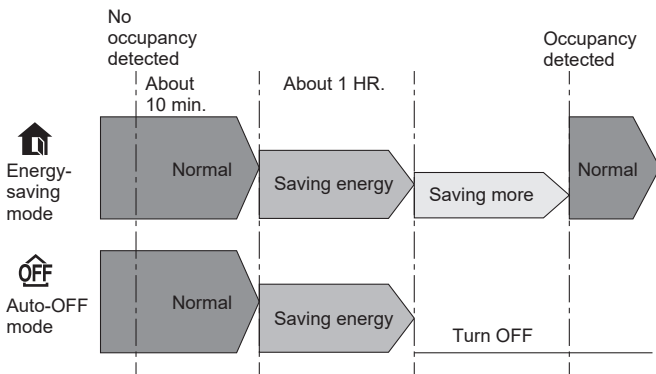 No
occupancy
detected
About
10 min.
About 1 HR.
Occupancy
detected
Energy-
saving
mode
Normal
Saving energy
Saving more
Normal
OFF
Auto-OFF
mode
Normal
Saving energy
Turn OFF